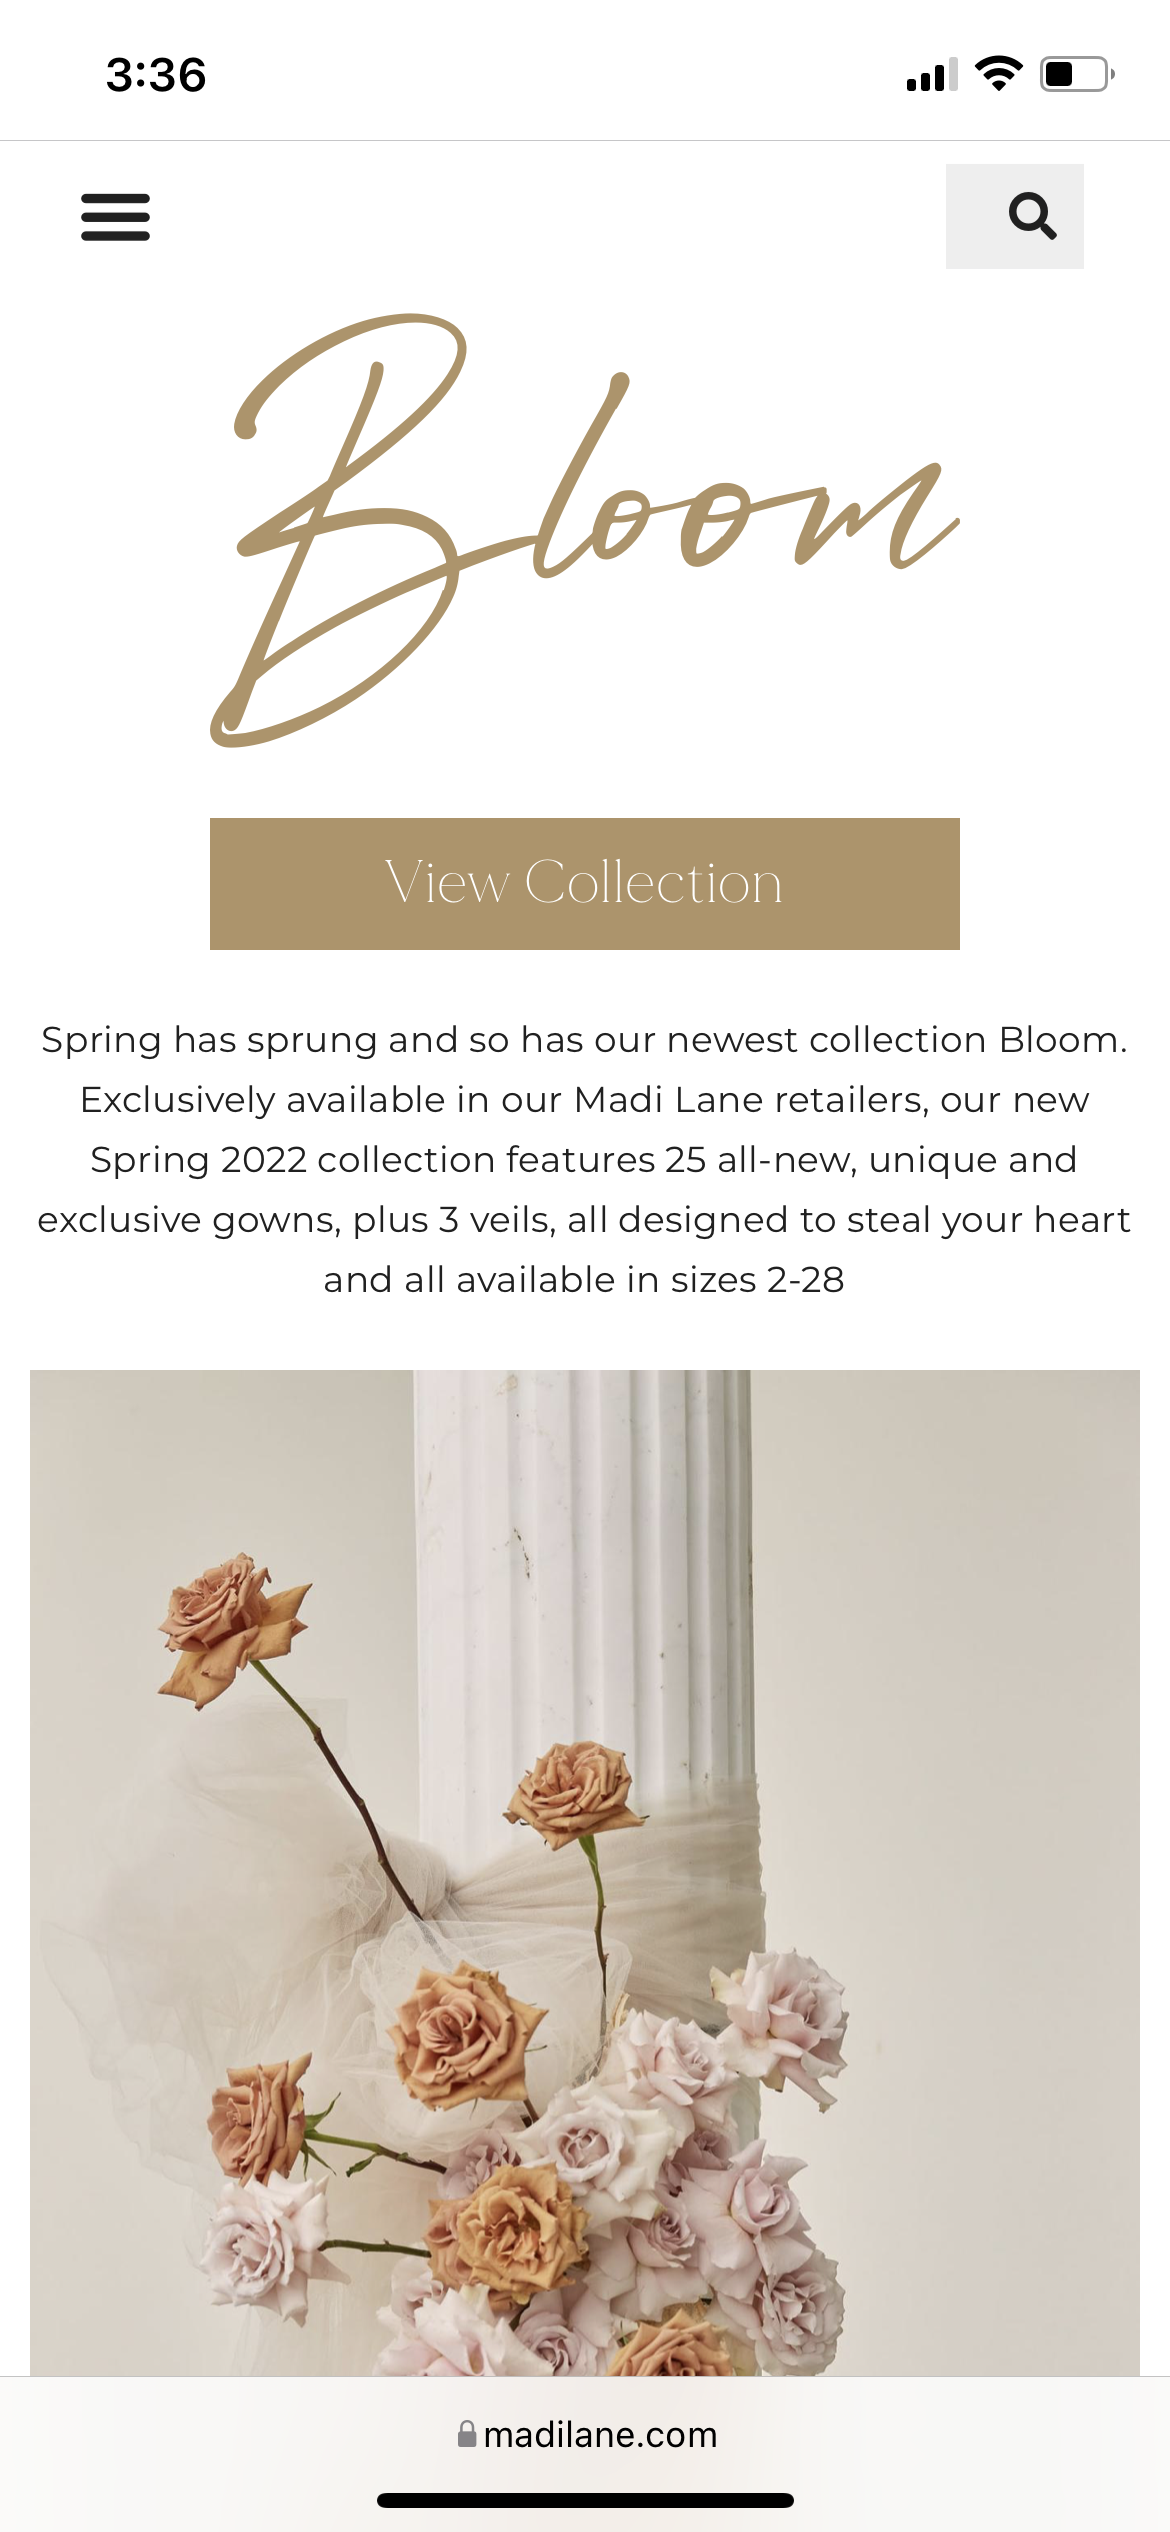 3:36
Bloom
View Collection
Spring has sprung and so has our newest collection Bloom.
Exclusively available in our Madi Lane retailers, our new
Spring 2022 collection features 25 all-new, unique and
exclusive gowns, plus 3 veils, all designed to steal your heart
and all available in sizes 2-28
madilane.com